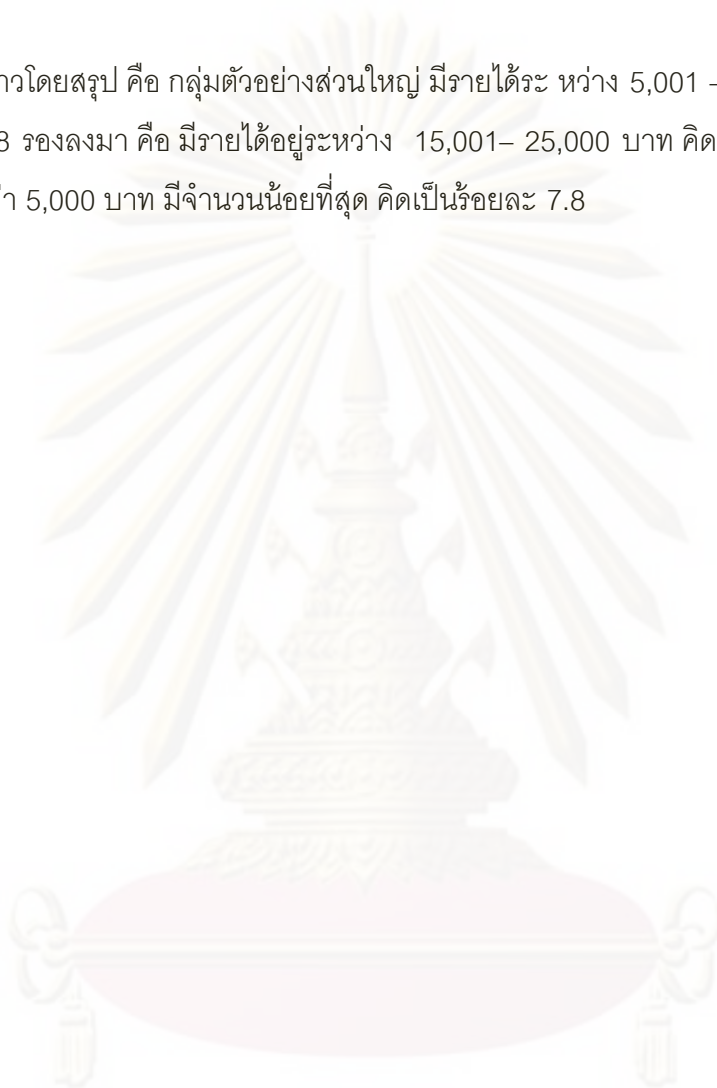 าวโดยสรุป คือ กลุ่มตัวอย่างส่วนใหญ่ มีรายได้ระ หว่าง 5,001 –
8 รองลงมา คือ มีรายได้อยู่ระหว่าง 15,001– 25,000 บาท คิด
า 5,000 บาท มีจำนวนน้อยที่สุด คิดเป็นร้อยละ 7.8